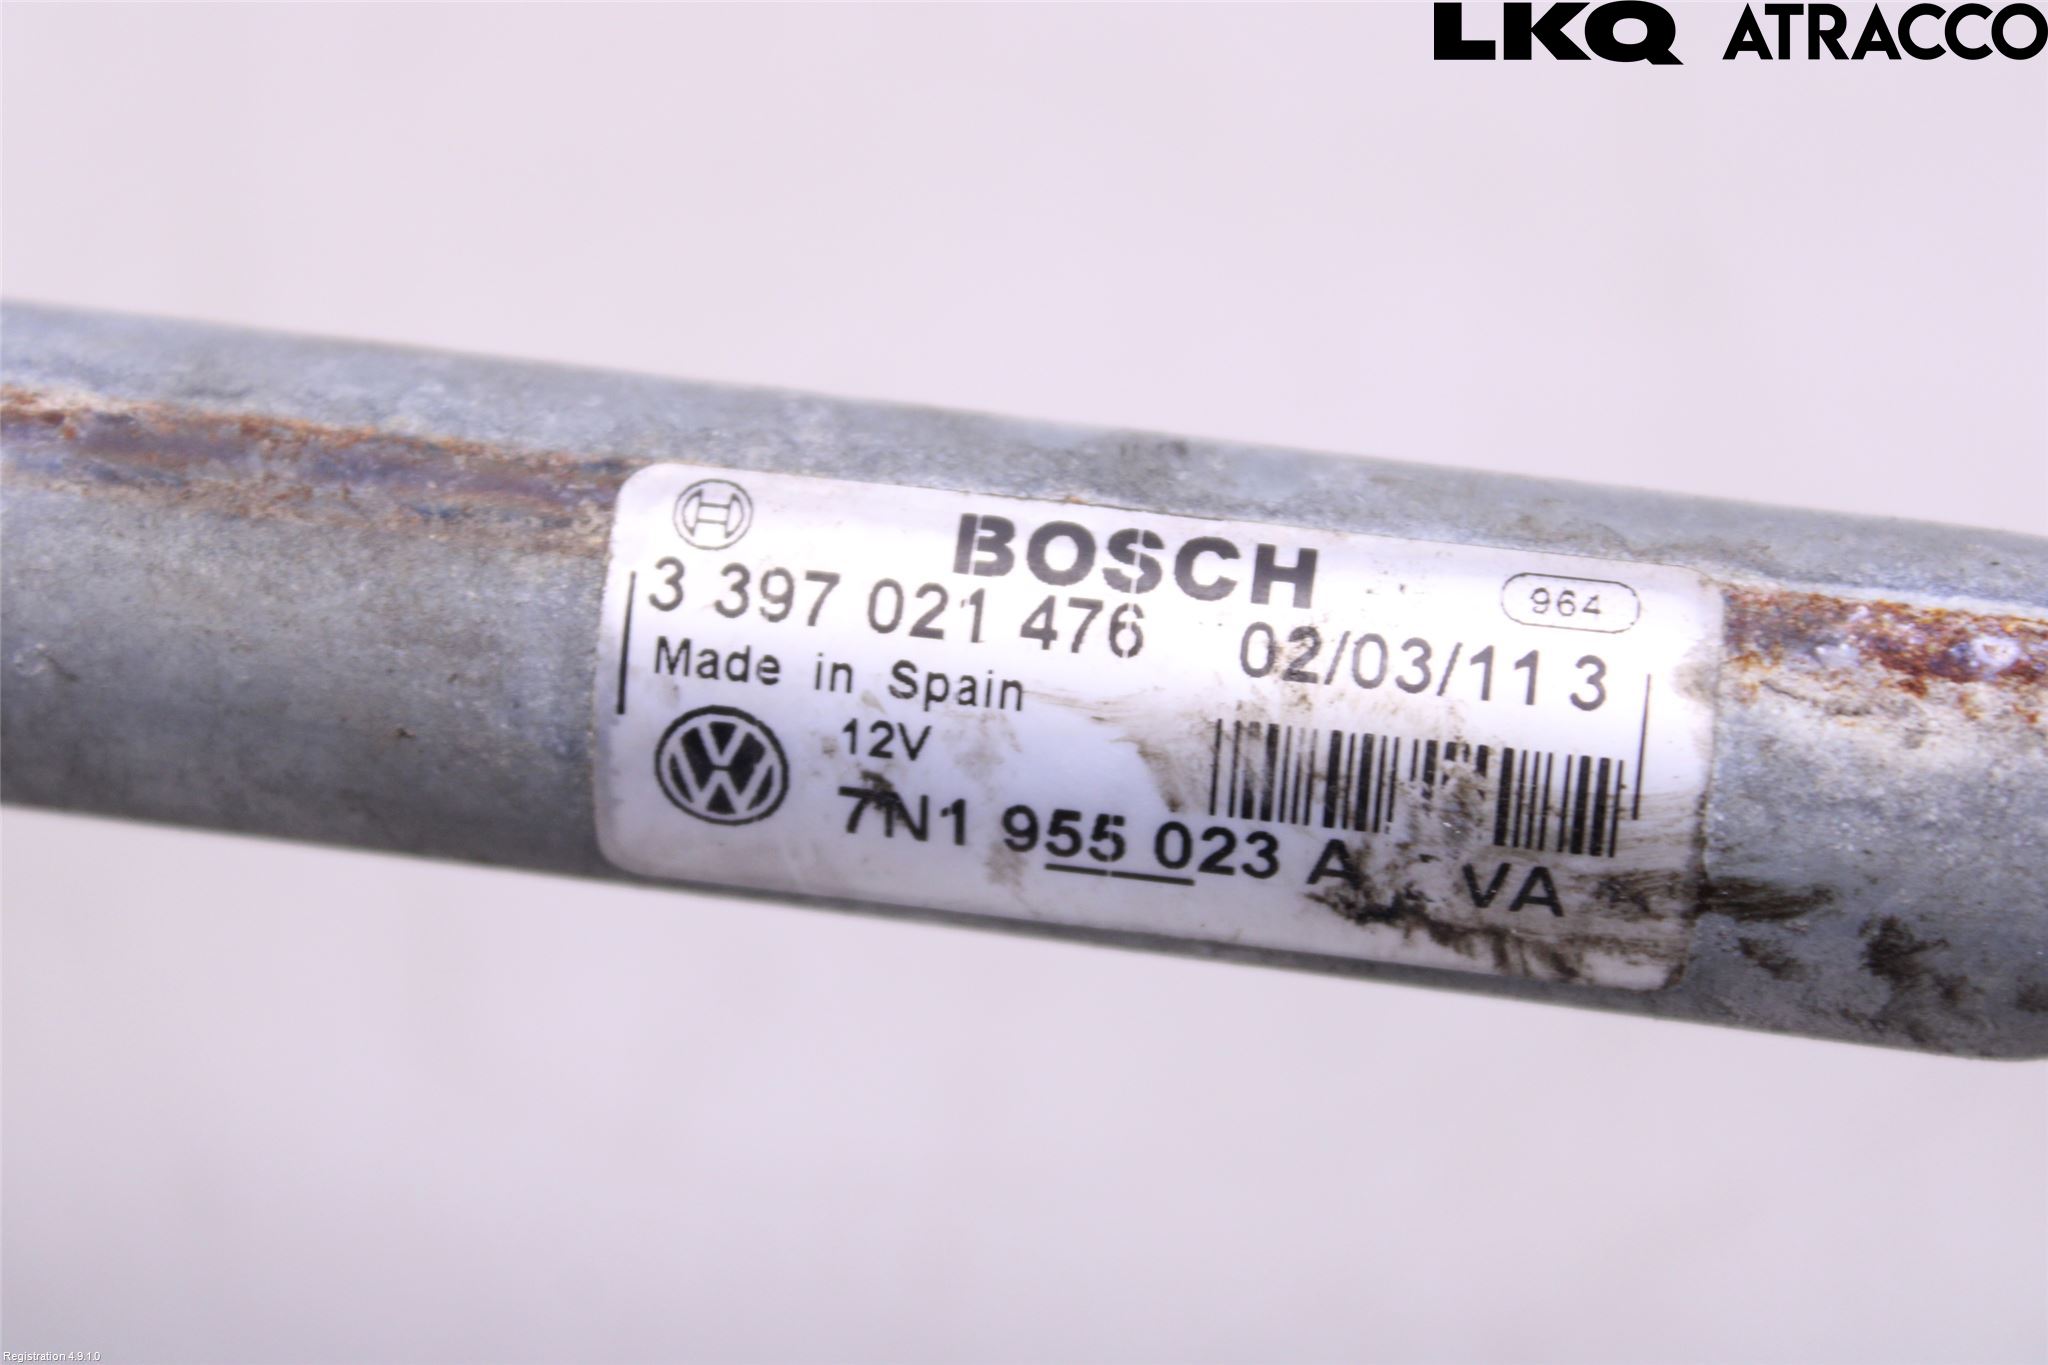 LKQ ATRACCO
BOSCH
964
3 397 021 476 02/03/11 3
Made in Spain
12V
7N1 955 023 A VA
Registration 4.9.1.0